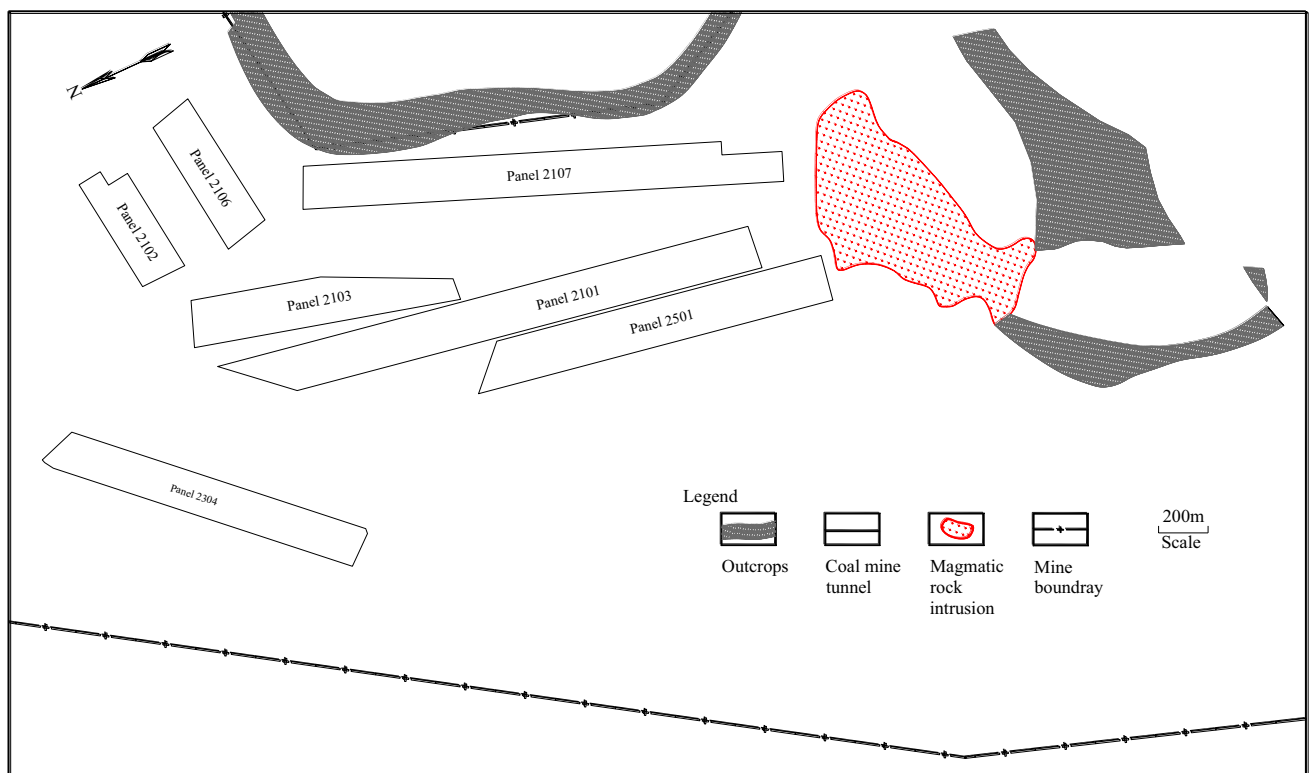 N
Panel 2106
Panel 2102
Panel 2107
Panel 2103
Panel 2101
Panel 2501
Panel 2304
Legend
Outcrops
Coal mine
tunnel
Magmatic
rock
intrusion
Mine
boundray
200m
Scale